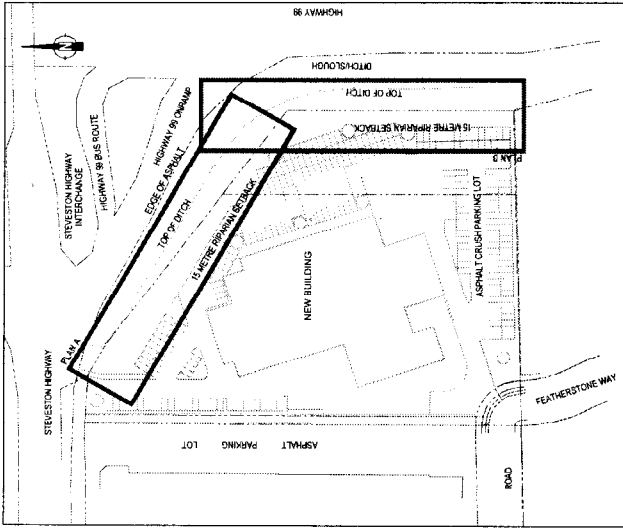 HIGHWAY 99
N
STEVESTON HIGHWAY
INTERCHANGE
HIGHWAY 99 BUS ROUTE
HIGHWAY 99 ONRAMP
EDGE OF ASPHALT
TOP OF DITCH
15 METRE RIPARIAN SETBACK
PLAN A
STEVESTON HIGHWAY
DITCH/SLOUGH
TOP OF DITCH
15 METRE RIPARIAN SETBACK
PLAN B
NEW BUILDING
ASPHALT CRUSH PARKING LOT
ASPHALT PARKING LOT
ROAD
FEATHERSTONE WAY